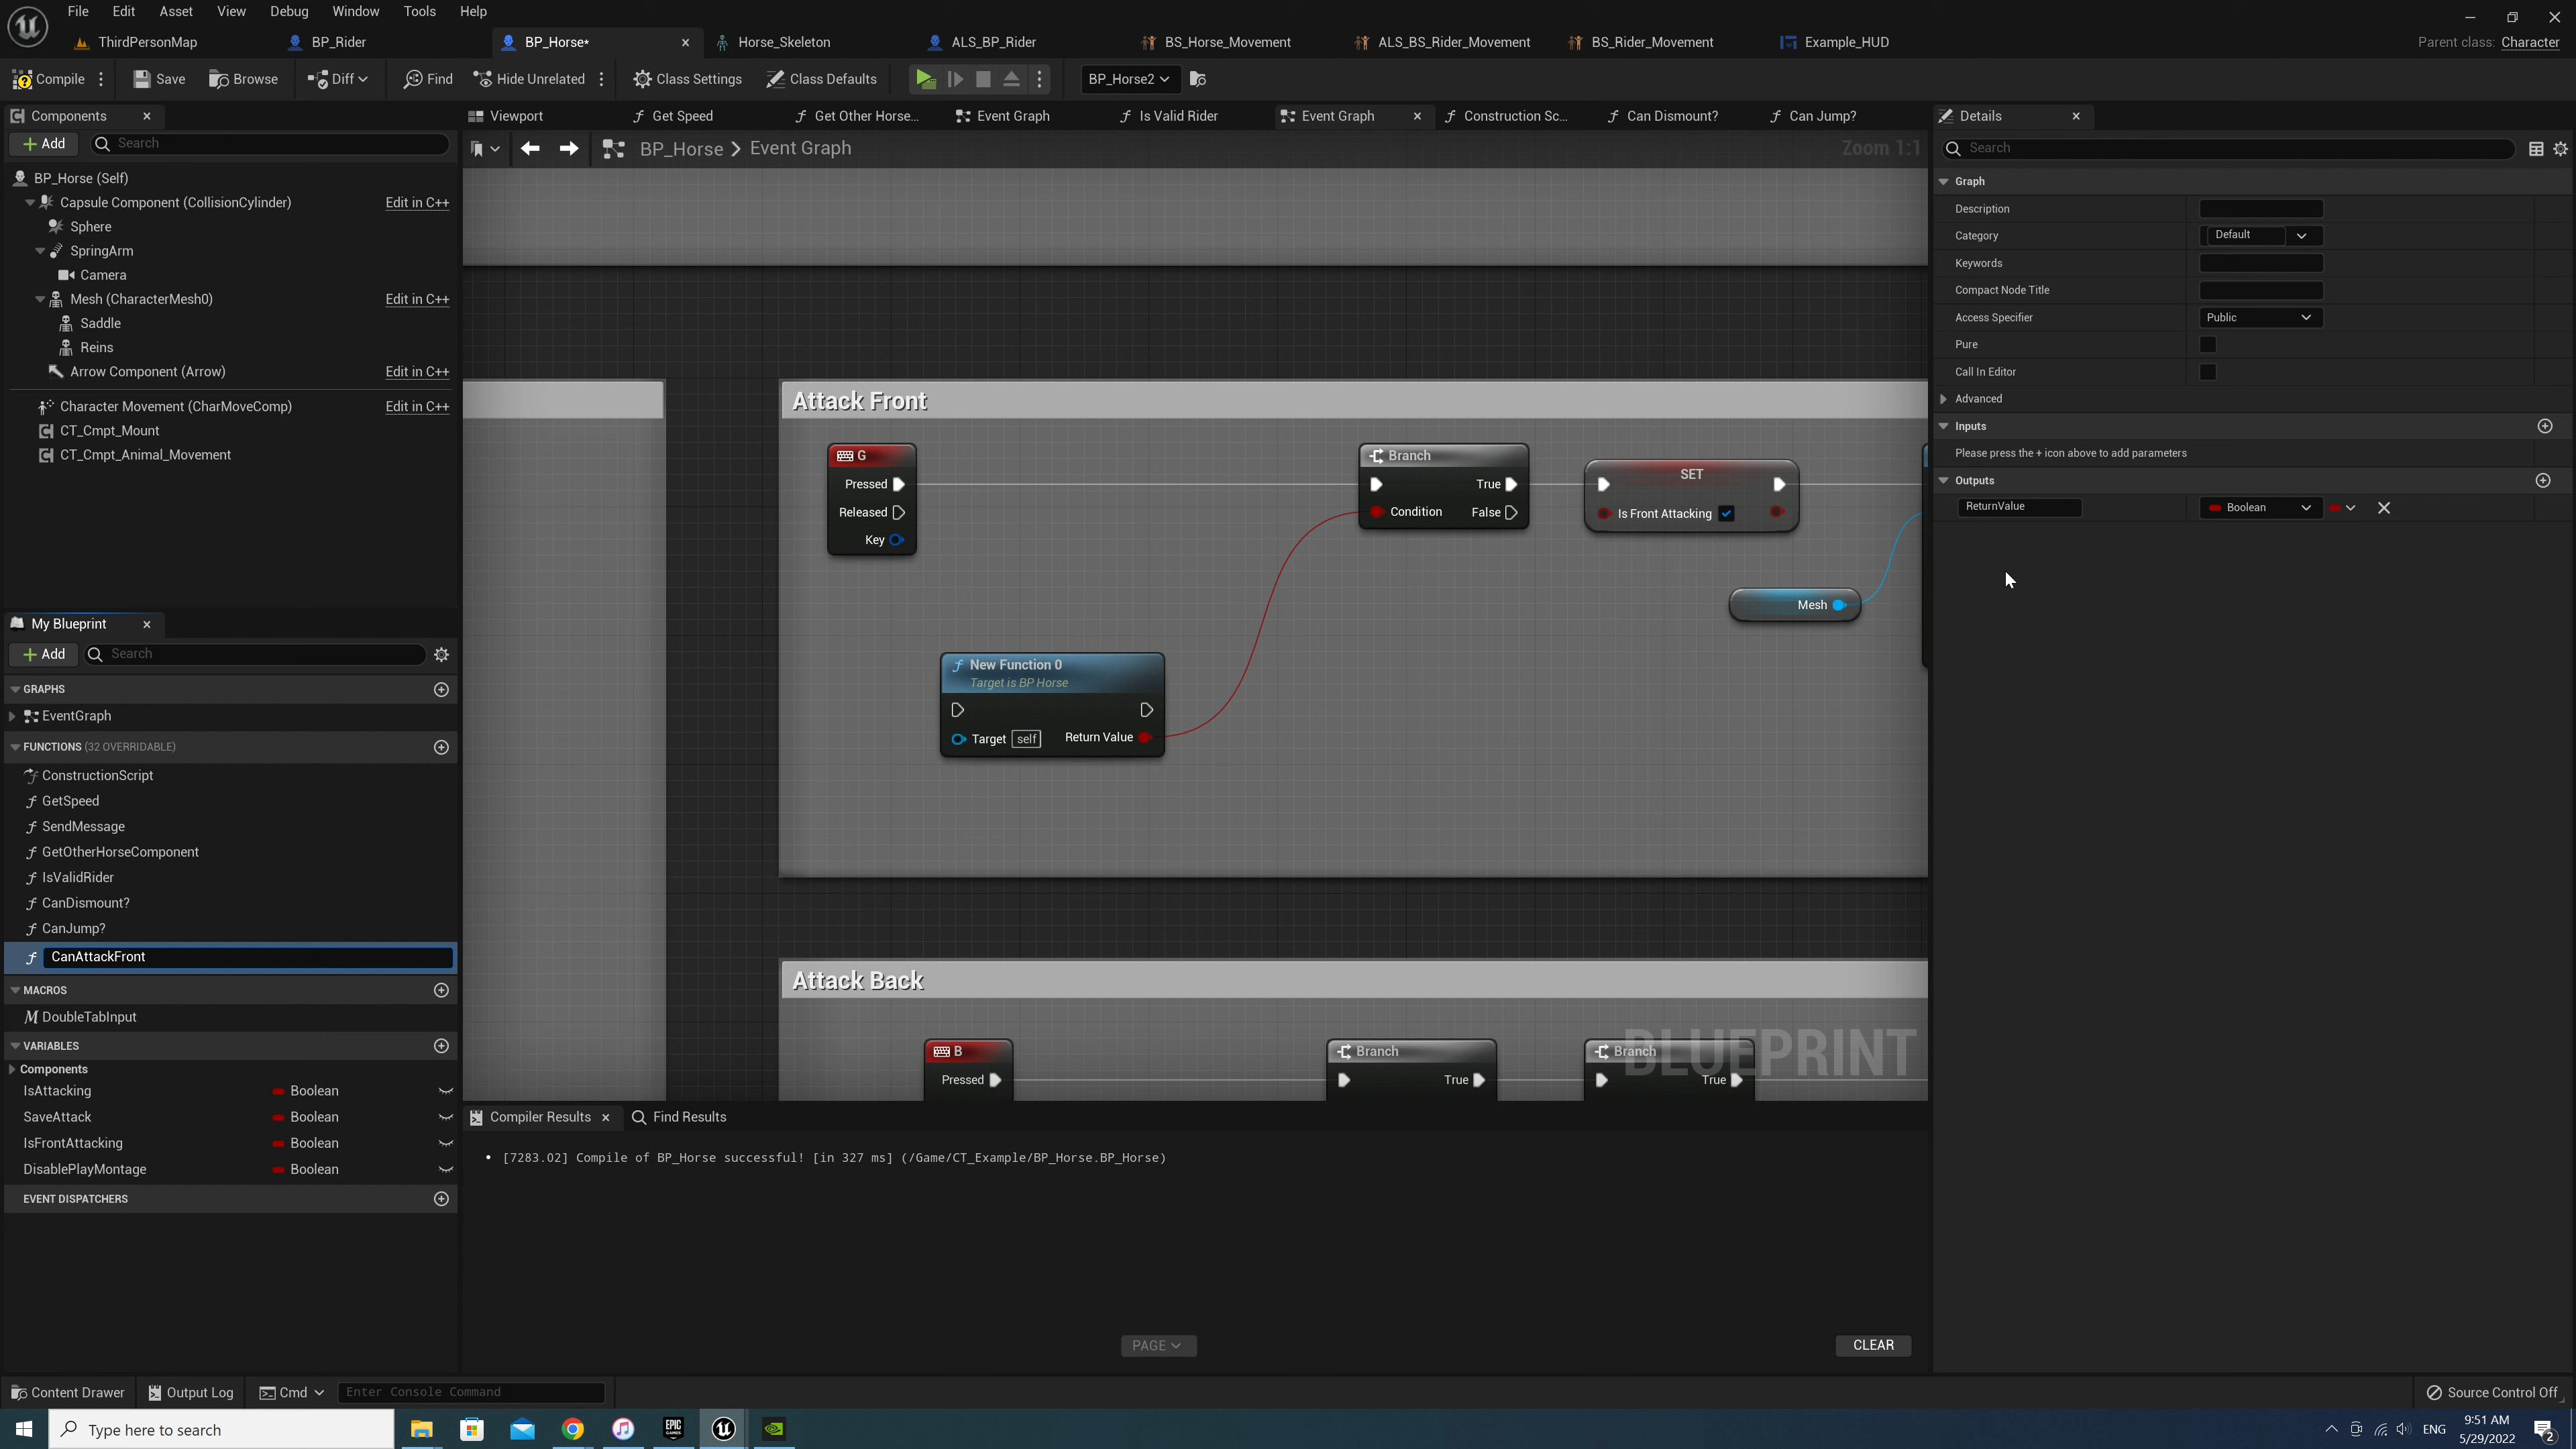 File Edit Asset View Debug Window Tools Help
ThirdPersonMap BP_Rider BP_Horse* Horse_Skeleton ALS_BP_Rider BS_Horse_Movement ALS_BS_Rider_Movement BS_Rider_Movement Example_HUD Parent class: Character
Compile Save Browse Diff Find Hide Unrelated Class Settings Class Defaults BP_Horse2
Components
Add Search
BP_Horse (Self)
Capsule Component (CollisionCylinder) Edit in C++
Sphere
SpringArm
Camera
Mesh (CharacterMesh0) Edit in C++
Saddle
Reins
Arrow Component (Arrow) Edit in C++
Character Movement (CharMoveComp) Edit in C++
CT_Cmpt_Mount
CT_Cmpt_Animal_Movement
My Blueprint
Add Search
GRAPHS
EventGraph
FUNCTIONS (32 OVERRIDABLE)
ConstructionScript
GetSpeed
SendMessage
GetOtherHorseComponent
IsValidRider
CanDismount?
CanJump?
CanAttackFront
MACROS
DoubleTabInput
VARIABLES
Components
IsAttacking Boolean
SaveAttack Boolean
IsFrontAttacking Boolean
DisablePlayMontage Boolean
EVENT DISPATCHERS
Viewport Get Speed Get Other Horse... Event Graph Is Valid Rider Event Graph Construction Sc... Can Dismount? Can Jump?
BP_Horse > Event Graph Zoom 1:1
Attack Front
G
Pressed
Released
Key
Branch
True
Condition False
SET
Is Front Attacking
Mesh
New Function 0
Target is BP Horse
Target self Return Value
Attack Back
B
Pressed
Branch
True
Branch
True
BLUEPRINT
Compiler Results Find Results
• [7283.02] Compile of BP_Horse successful! [in 327 ms] (/Game/CT_Example/BP_Horse.BP_Horse)
PAGE CLEAR
Details
Search
Graph
Description
Category Default
Keywords
Compact Node Title
Access Specifier Public
Pure
Call In Editor
Advanced
Inputs
Please press the + icon above to add parameters
Outputs
ReturnValue Boolean
Content Drawer Output Log Cmd Enter Console Command Source Control Off
Type here to search
EPIC GAMES
ENG
9:51 AM
5/29/2022
2